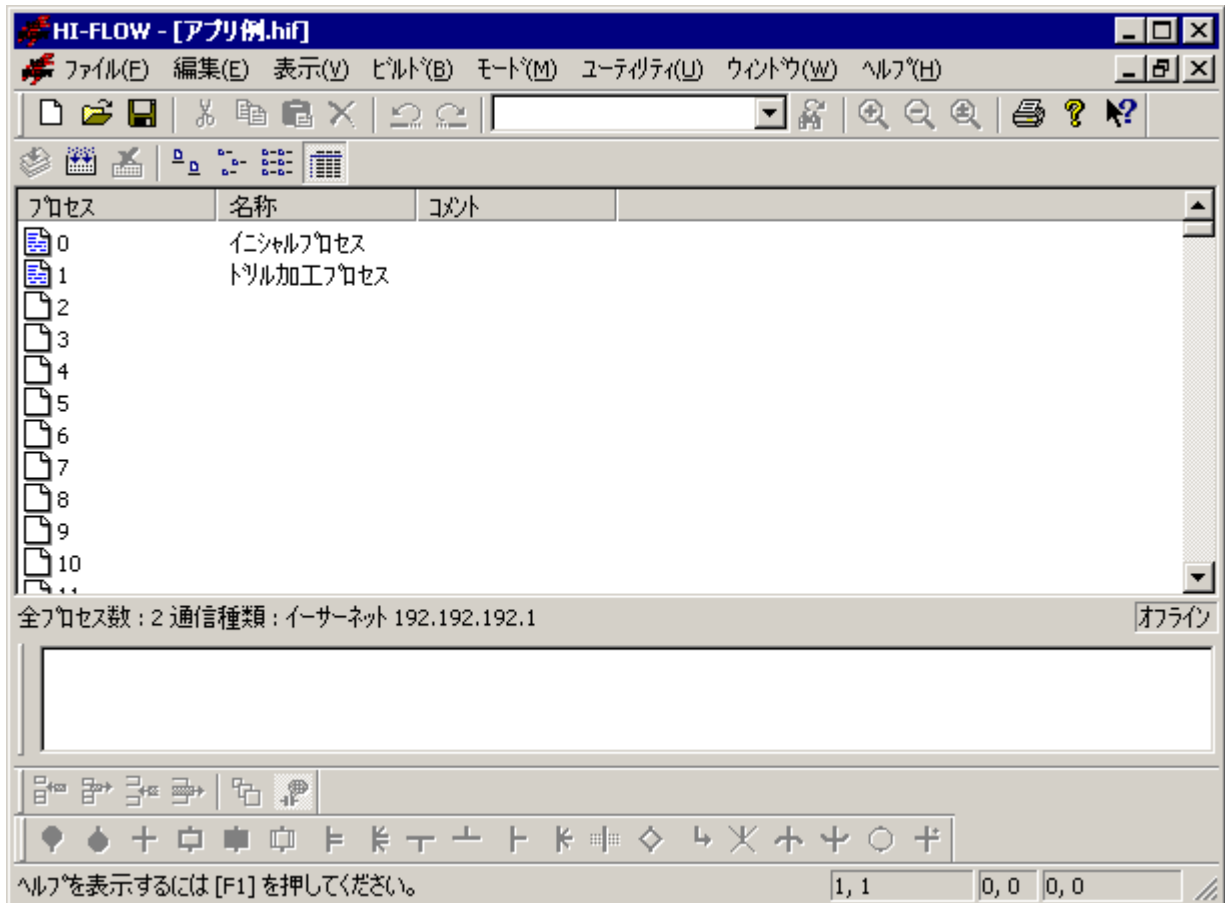 HI-FLOW - [アプリ例.hif]
ﾌｧｲﾙ(F) 編集(E) 表示(V) ﾋﾞﾙﾄﾞ(B) ﾓｰﾄﾞ(M) ﾕｰﾃｨﾘﾃｨ(U) ｳｨﾝﾄﾞｳ(W) ﾍﾙﾌﾟ(H)
ﾌﾟﾛｾｽ 名称 ｺﾒﾝﾄ
0 ｲﾆｼｬﾙﾌﾟﾛｾｽ
1 ﾄﾞﾘﾙ加工ﾌﾟﾛｾｽ
2
3
4
5
6
7
8
9
10
11
全ﾌﾟﾛｾｽ数 : 2 通信種類 : ｲｰｻｰﾈｯﾄ 192.192.192.1 ｵﾌﾗｲﾝ
ﾍﾙﾌﾟを表示するには [F1] を押してください。 1, 1 0, 0 0, 0